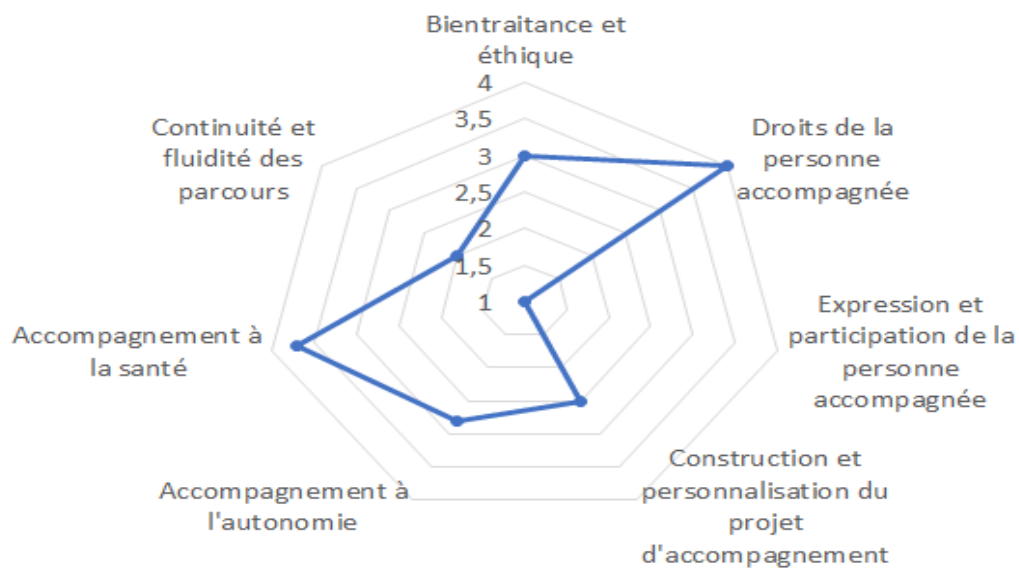 Bientraitance et
éthique
4
3,5
3
2,5
2
1,5
1
Droits de la
personne
accompagnée
Expression et
participation de la
personne
accompagnée
Construction et
personnalisation du
projet
d'accompagnement
Accompagnement à
l'autonomie
Accompagnement à
la santé
Continuité et
fluidité des
parcours